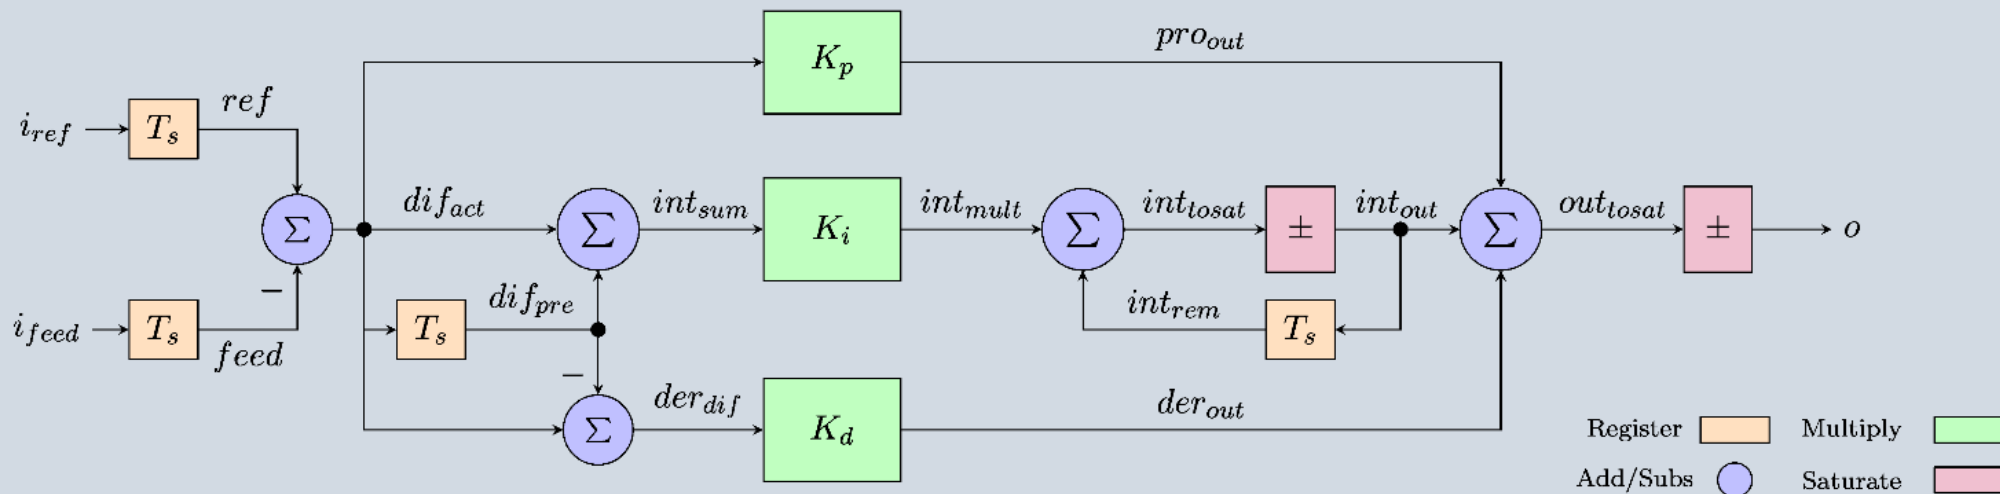 pro_out
K_p
i_ref
T_s
ref
Σ
dif_act
Σ
int_sum
K_i
int_mult
Σ
int_tosat
±
int_out
Σ
out_tosat
±
o
−
i_feed
T_s
feed
T_s
dif_pre
int_rem
T_s
−
Σ
der_dif
K_d
der_out
Register
Multiply
Add/Subs
Saturate